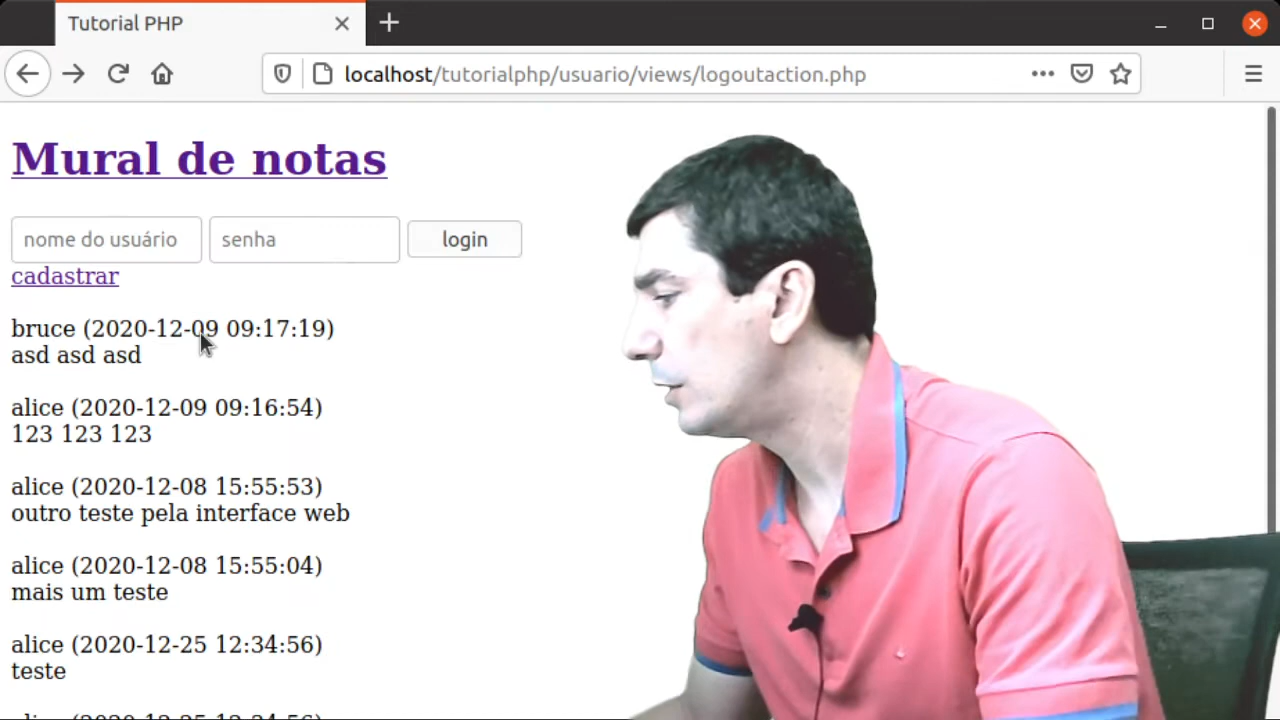 Tutorial PHP
localhost/tutorialphp/usuario/views/logoutaction.php
Mural de notas
nome do usuário senha login
cadastrar
bruce (2020-12-09 09:17:19)
asd asd asd
alice (2020-12-09 09:16:54)
123 123 123
alice (2020-12-08 15:55:53)
outro teste pela interface web
alice (2020-12-08 15:55:04)
mais um teste
alice (2020-12-25 12:34:56)
teste